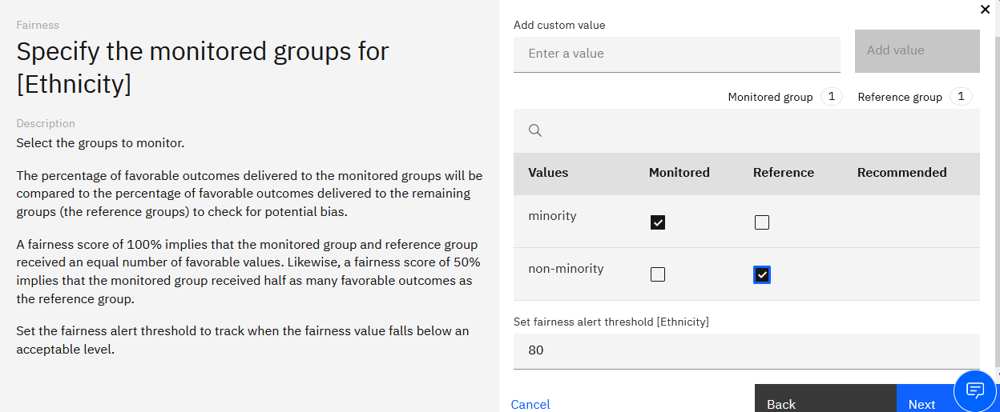 Fairness
Specify the monitored groups for
[Ethnicity]
Description
Select the groups to monitor.
The percentage of favorable outcomes delivered to the monitored groups will be
compared to the percentage of favorable outcomes delivered to the remaining
groups (the reference groups) to check for potential bias.
A fairness score of 100% implies that the monitored group and reference group
received an equal number of favorable values. Likewise, a fairness score of 50%
implies that the monitored group received half as many favorable outcomes as
the reference group.
Set the fairness alert threshold to track when the fairness value falls below an
acceptable level.
Add custom value
Enter a value
Add value
Monitored group 1 Reference group 1
Values Monitored Reference Recommended
minority
non-minority
Set fairness alert threshold [Ethnicity]
80
Cancel Back Next